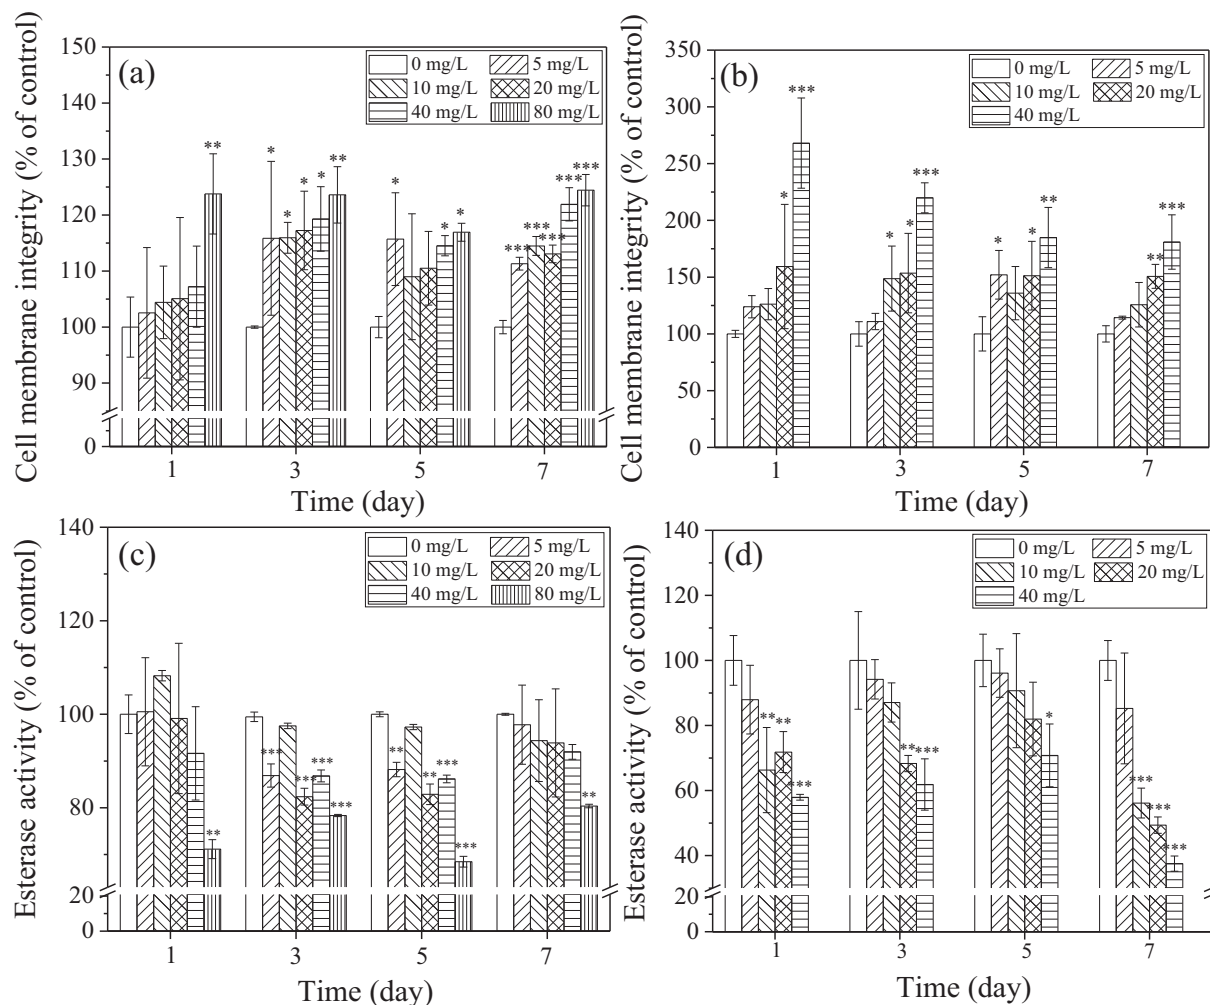 (a)
0 mg/L 5 mg/L
10 mg/L 20 mg/L
40 mg/L 80 mg/L
Cell membrane integrity (% of control)
150
140
130
120
110
100
90
0
** * * * * ** * * * *** *** *** *** ***
1 3 5 7
Time (day)
(b)
0 mg/L 5 mg/L
10 mg/L 20 mg/L
40 mg/L
Cell membrane integrity (% of control)
350
300
250
200
150
100
50
0
* *** * * *** * * ** ** ***
1 3 5 7
Time (day)
(c)
0 mg/L 5 mg/L
10 mg/L 20 mg/L
40 mg/L 80 mg/L
Esterase activity (% of control)
140
120
100
80
20
0
** *** *** *** *** ** ** *** *** **
1 3 5 7
Time (day)
(d)
0 mg/L 5 mg/L
10 mg/L 20 mg/L
40 mg/L
Esterase activity (% of control)
140
120
100
80
60
40
20
0
** ** *** ** *** * *** *** ***
1 3 5 7
Time (day)